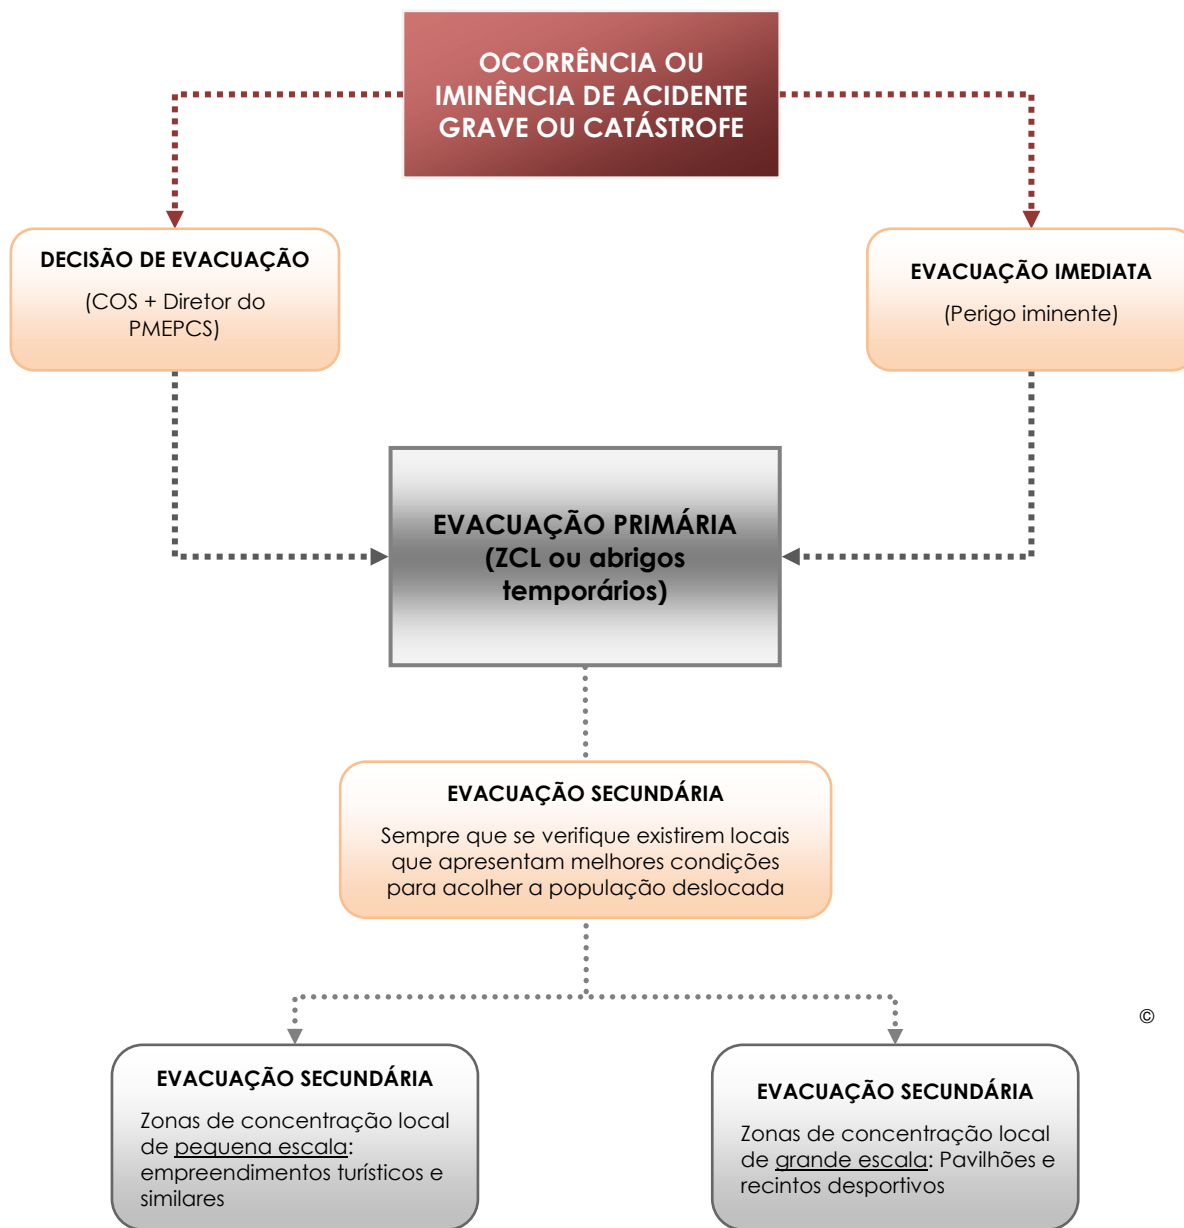 OCORRÊNCIA OU
IMINÊNCIA DE ACIDENTE
GRAVE OU CATÁSTROFE
DECISÃO DE EVACUAÇÃO
(COS + Diretor do
PMEPCS)
EVACUAÇÃO IMEDIATA
(Perigo iminente)
EVACUAÇÃO PRIMÁRIA
(ZCL ou abrigos
temporários)
EVACUAÇÃO SECUNDÁRIA
Sempre que se verifique existirem locais
que apresentam melhores condições
para acolher a população deslocada
©
EVACUAÇÃO SECUNDÁRIA
Zonas de concentração local
de pequena escala:
empreendimentos turísticos e
similares
EVACUAÇÃO SECUNDÁRIA
Zonas de concentração local
de grande escala: Pavilhões e
recintos desportivos